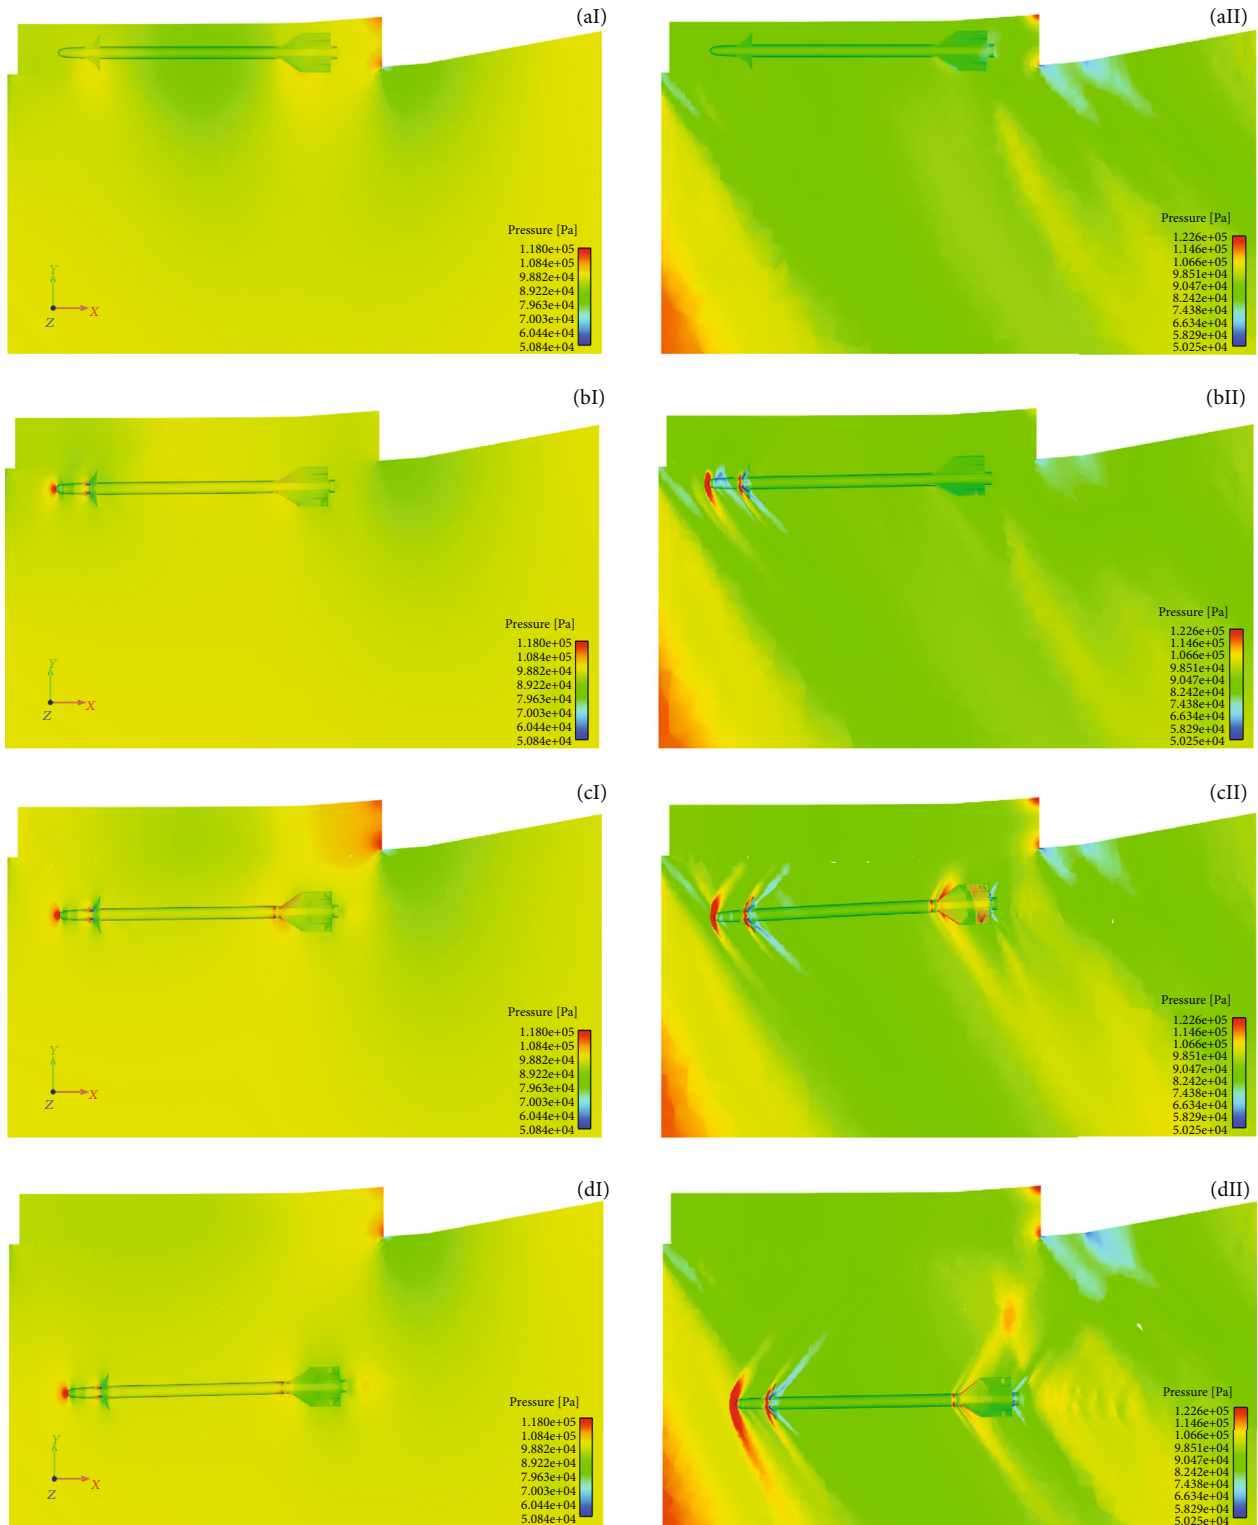 (aI)
Pressure [Pa]
1.180e+05
1.084e+05
9.882e+04
8.922e+04
7.963e+04
7.003e+04
6.044e+04
5.084e+04
Y
X
Z
(aII)
Pressure [Pa]
1.226e+05
1.146e+05
1.066e+05
9.851e+04
9.047e+04
8.242e+04
7.438e+04
6.634e+04
5.829e+04
5.025e+04
(bI)
Pressure [Pa]
1.180e+05
1.084e+05
9.882e+04
8.922e+04
7.963e+04
7.003e+04
6.044e+04
5.084e+04
Y
X
Z
(bII)
Pressure [Pa]
1.226e+05
1.146e+05
1.066e+05
9.851e+04
9.047e+04
8.242e+04
7.438e+04
6.634e+04
5.829e+04
5.025e+04
(cI)
Pressure [Pa]
1.180e+05
1.084e+05
9.882e+04
8.922e+04
7.963e+04
7.003e+04
6.044e+04
5.084e+04
Y
X
Z
(cII)
Pressure [Pa]
1.226e+05
1.146e+05
1.066e+05
9.851e+04
9.047e+04
8.242e+04
7.438e+04
6.634e+04
5.829e+04
5.025e+04
(dI)
Pressure [Pa]
1.180e+05
1.084e+05
9.882e+04
8.922e+04
7.963e+04
7.003e+04
6.044e+04
5.084e+04
Y
X
Z
(dII)
Pressure [Pa]
1.226e+05
1.146e+05
1.066e+05
9.851e+04
9.047e+04
8.242e+04
7.438e+04
6.634e+04
5.829e+04
5.025e+04